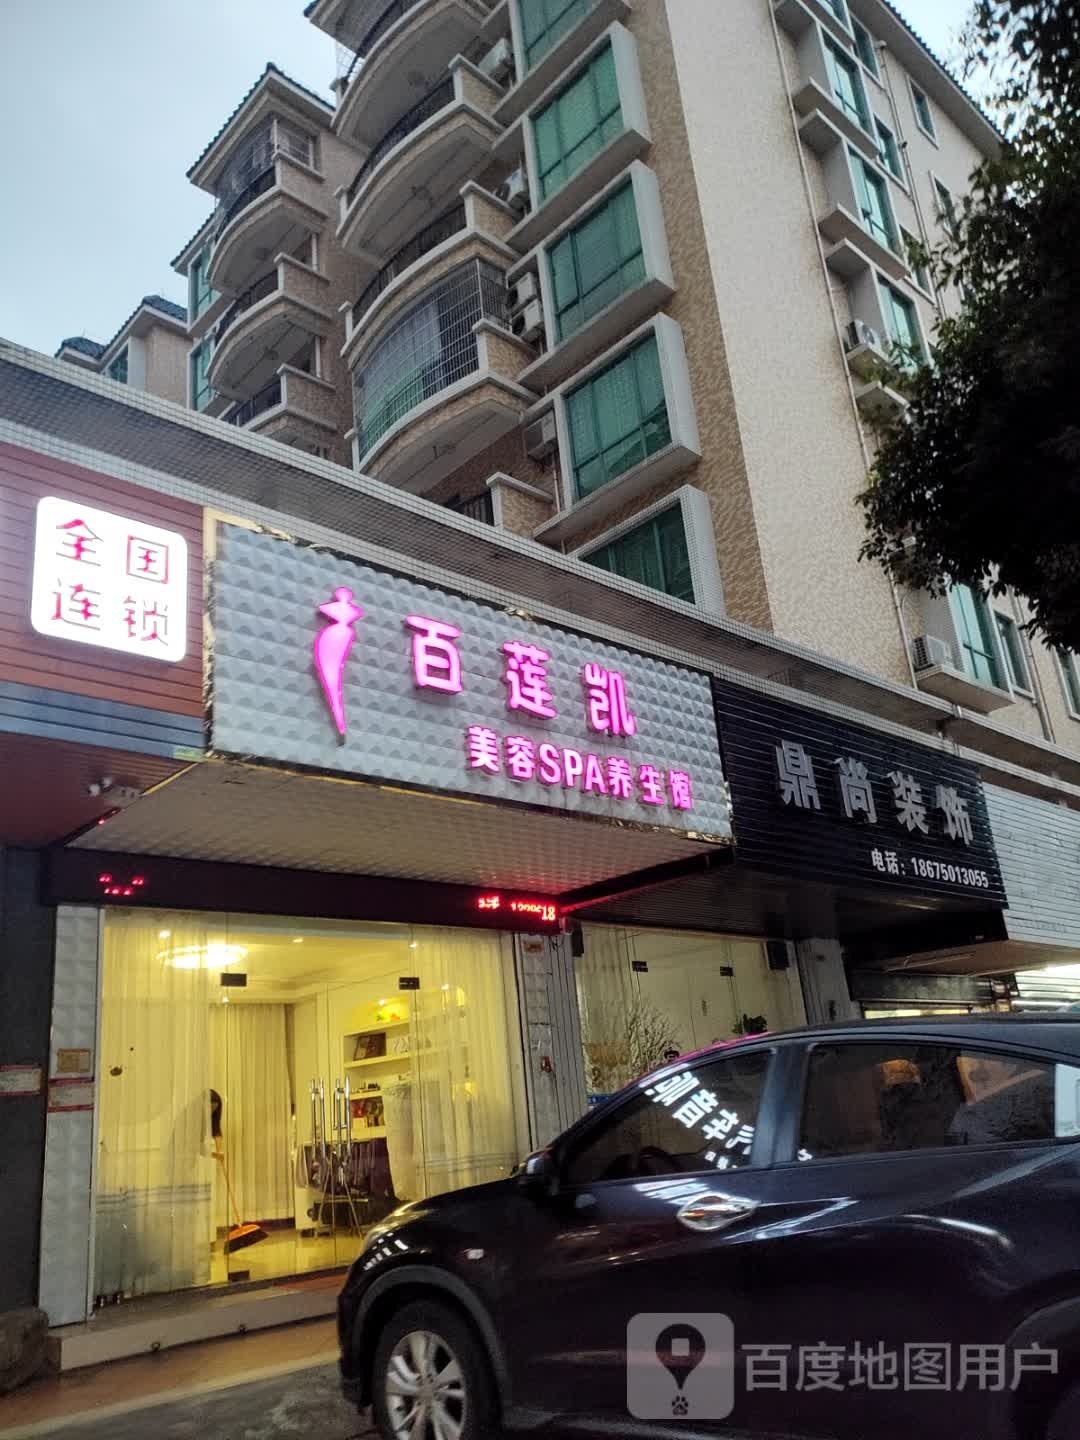 全国
连锁
百莲凯
美容SPA养生馆
鼎尚装饰
电话：18675013055
百度地图用户